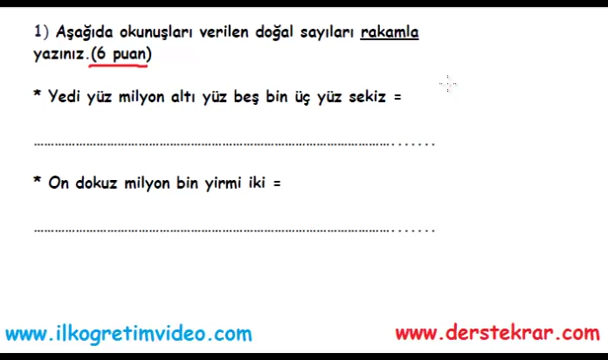 1) Aşağıda okunuşları verilen doğal sayıları rakamla
yazınız.(6 puan)
* Yedi yüz milyon altı yüz beş bin üç yüz sekiz =
........................................................................................................
* On dokuz milyon bin yirmi iki =
........................................................................................................
www.ilkogretimvideo.com
www.derstekrar.com